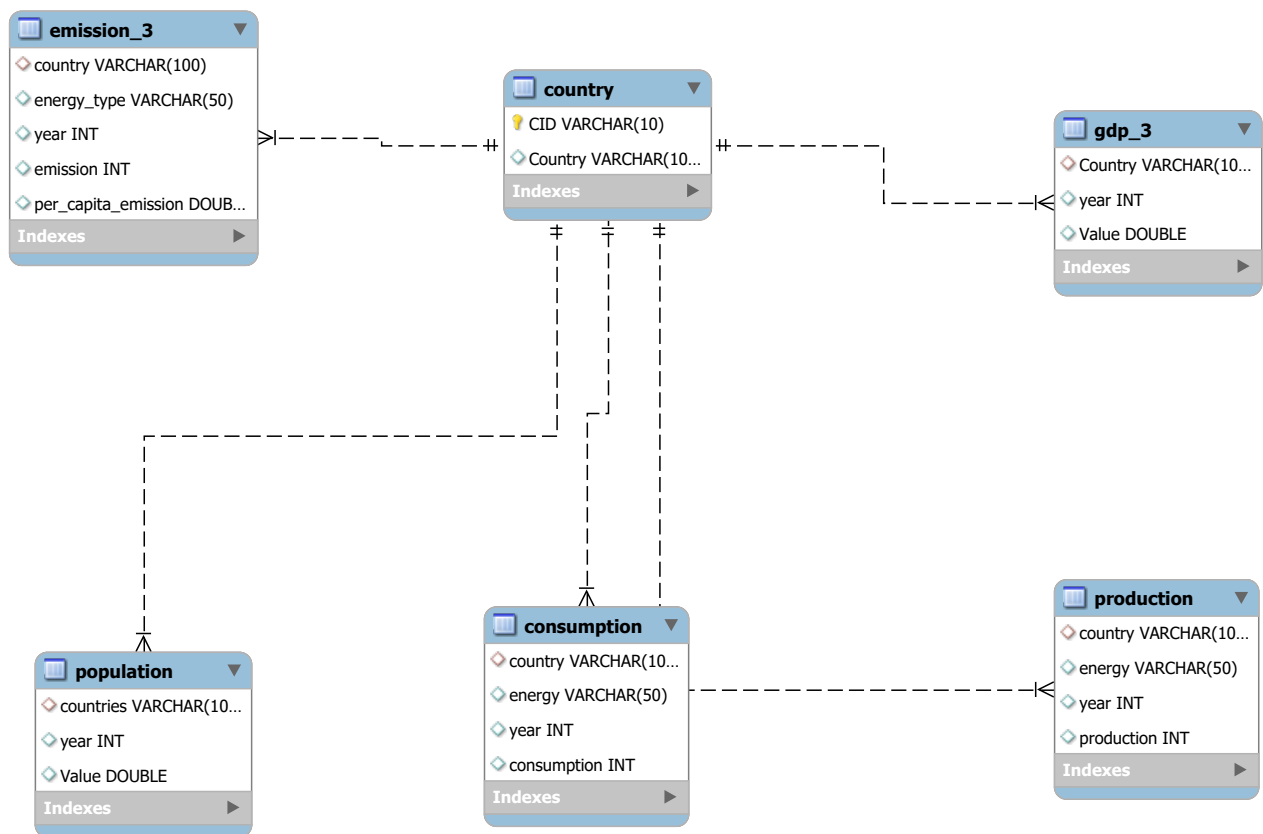 emission_3
country VARCHAR(100)
energy_type VARCHAR(50)
year INT
emission INT
per_capita_emission DOUB...
Indexes
country
CID VARCHAR(10)
Country VARCHAR(10...
Indexes
gdp_3
Country VARCHAR(10...
year INT
Value DOUBLE
Indexes
population
countries VARCHAR(10...
year INT
Value DOUBLE
Indexes
consumption
country VARCHAR(10...
energy VARCHAR(50)
year INT
consumption INT
Indexes
production
country VARCHAR(10...
energy VARCHAR(50)
year INT
production INT
Indexes